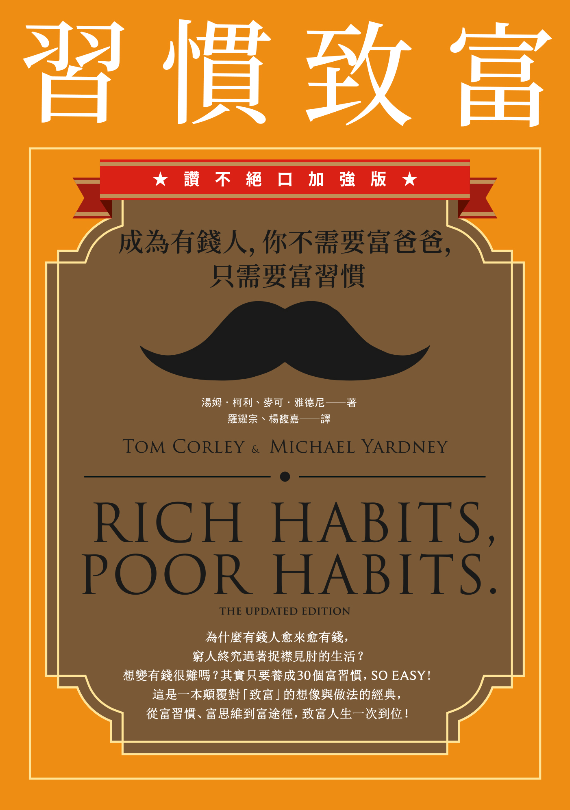 習慣致富
★ 讚不絕口加強版 ★
成為有錢人，你不需要富爸爸，
只需要富習慣
湯姆・柯利、麥可・雅德尼——著
羅耀宗、楊馥嘉——譯
TOM CORLEY & MICHAEL YARDNEY
RICH HABITS,
POOR HABITS.
THE UPDATED EDITION
為什麼有錢人愈來愈有錢，
窮人終究過著捉襟見肘的生活？
想變有錢很難嗎？其實只要養成30個富習慣，SO EASY!
這是一本顛覆對「致富」的想像與做法的經典，
從富習慣、富思維到富途徑，致富人生一次到位！